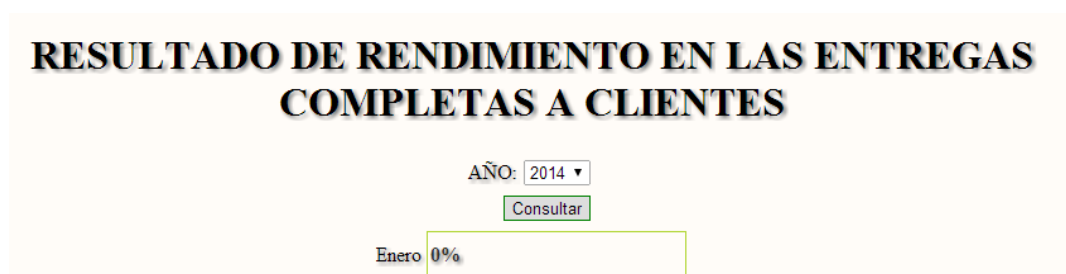 RESULTADO DE RENDIMIENTO EN LAS ENTREGAS
COMPLETAS A CLIENTES
AÑO: 2014
Consultar
Enero 0%